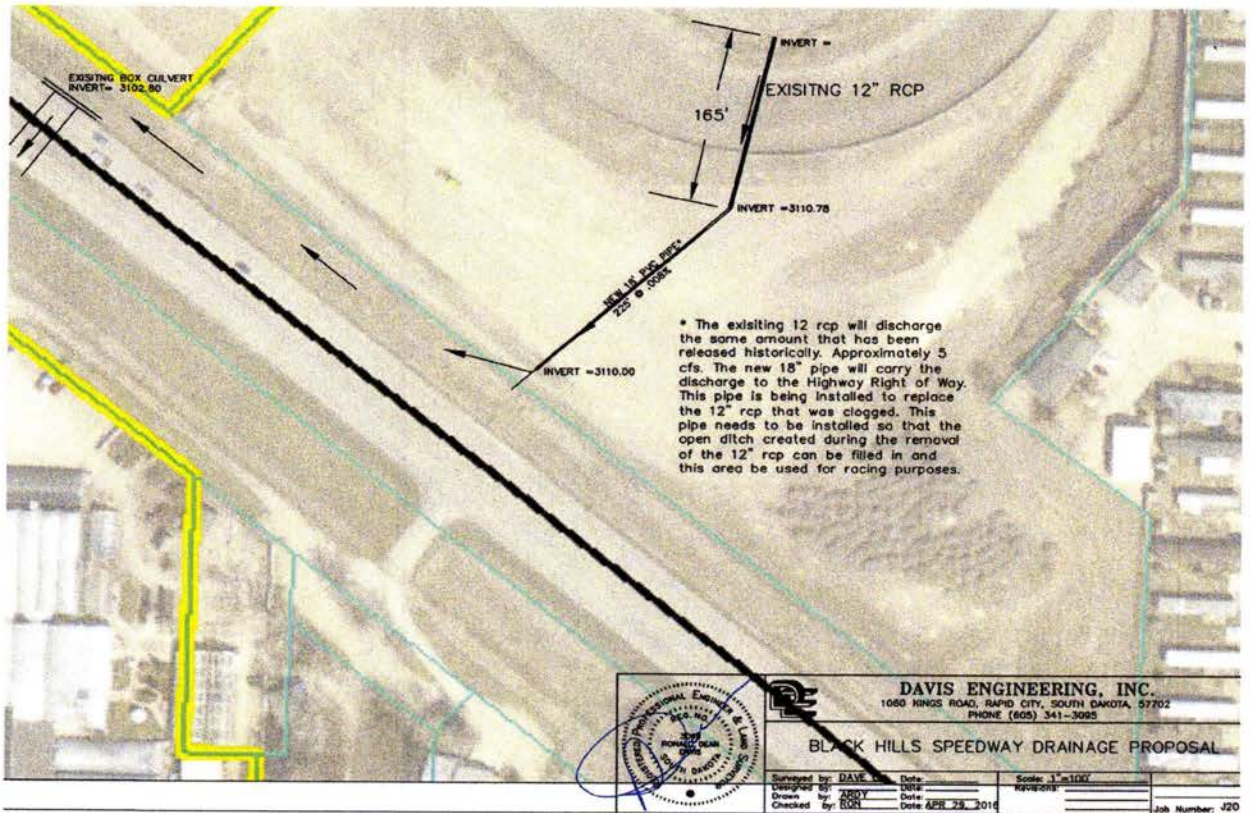 INVERT =
EXISITNG 12" RCP
165'
EXISITNG BOX CULVERT
INVERT= 3102.80
INVERT =3110.78
NEW 18" PVC PIPE*
225' @ .008%
INVERT =3110.00
* The exisiting 12 rcp will discharge
the same amount that has been
released historically. Approximately 5
cfs. The new 18" pipe will carry the
discharge to the Highway Right of Way.
This pipe is being installed to replace
the 12" rcp that was clogged. This
pipe needs to be installed so that the
open ditch created during the removal
of the 12" rcp can be filled in and
this area be used for racing purposes.
REGISTERED PROFESSIONAL ENGINEER & LAND SURVEYOR
REG. NO.
RONALD DEAN
DAVIS
SOUTH DAKOTA
DAVIS ENGINEERING, INC.
1060 KINGS ROAD, RAPID CITY, SOUTH DAKOTA, 57702
PHONE (605) 341-3095
BLACK HILLS SPEEDWAY DRAINAGE PROPOSAL
Surveyed by: DAVE Date:
Designed by: Date:
Drawn by: ARDY Date:
Checked by: RON Date: APR 29, 2016
Scale: 1"=100'
Revisions:
Job Number: J20